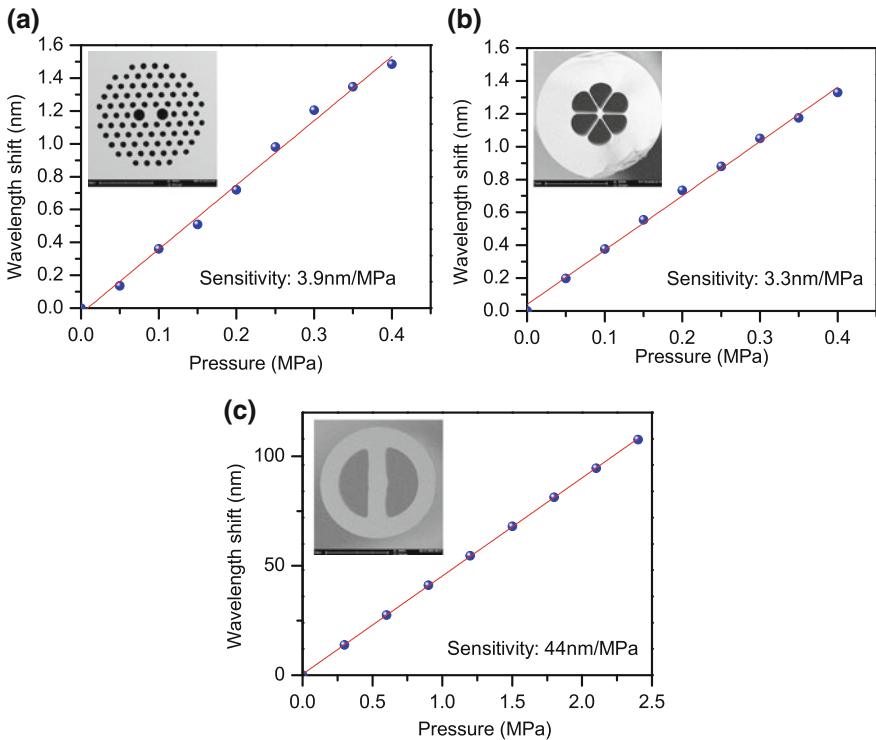 (a)
Wavelength shift (nm)
1.6
1.4
1.2
1.0
0.8
0.6
0.4
0.2
0.0
Sensitivity: 3.9nm/MPa
0.0 0.1 0.2 0.3 0.4
Pressure (MPa)
(b)
Wavelength shift (nm)
3.6
1.4
1.2
1.0
0.8
0.6
0.4
0.2
0.0
Sensitivity: 3.3nm/MPa
0.0 0.1 0.2 0.3 0.4
Pressure (MPa)
(c)
Wavelength shift (nm)
100
50
0
Sensitivity: 44nm/MPa
0.0 0.5 1.0 1.5 2.0 2.5
Pressure (MPa)